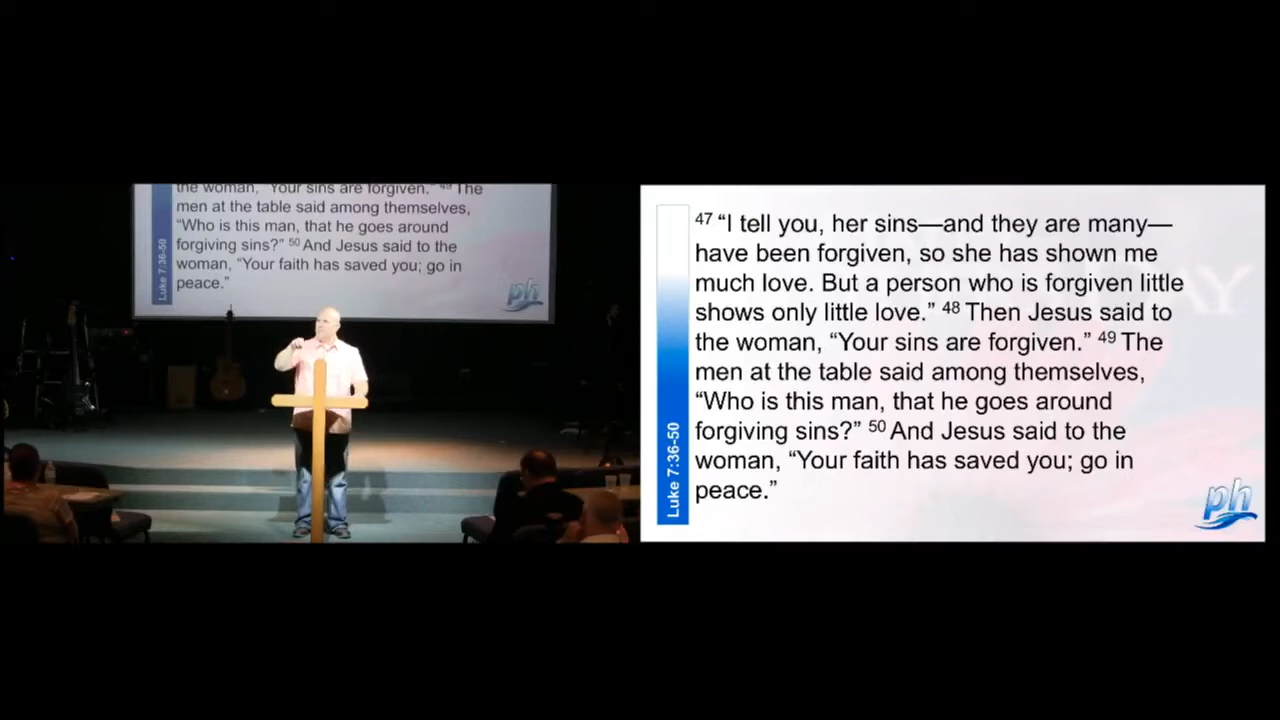 the woman, “Your sins are forgiven.” 49 The
men at the table said among themselves,
“Who is this man, that he goes around
forgiving sins?” 50 And Jesus said to the
woman, “Your faith has saved you; go in
peace.”
Luke 7:36-50
ph
47 “I tell you, her sins—and they are many—
have been forgiven, so she has shown me
much love. But a person who is forgiven little
shows only little love.” 48 Then Jesus said to
the woman, “Your sins are forgiven.” 49 The
men at the table said among themselves,
“Who is this man, that he goes around
forgiving sins?” 50 And Jesus said to the
woman, “Your faith has saved you; go in
peace.”
Luke 7:36-50
ph